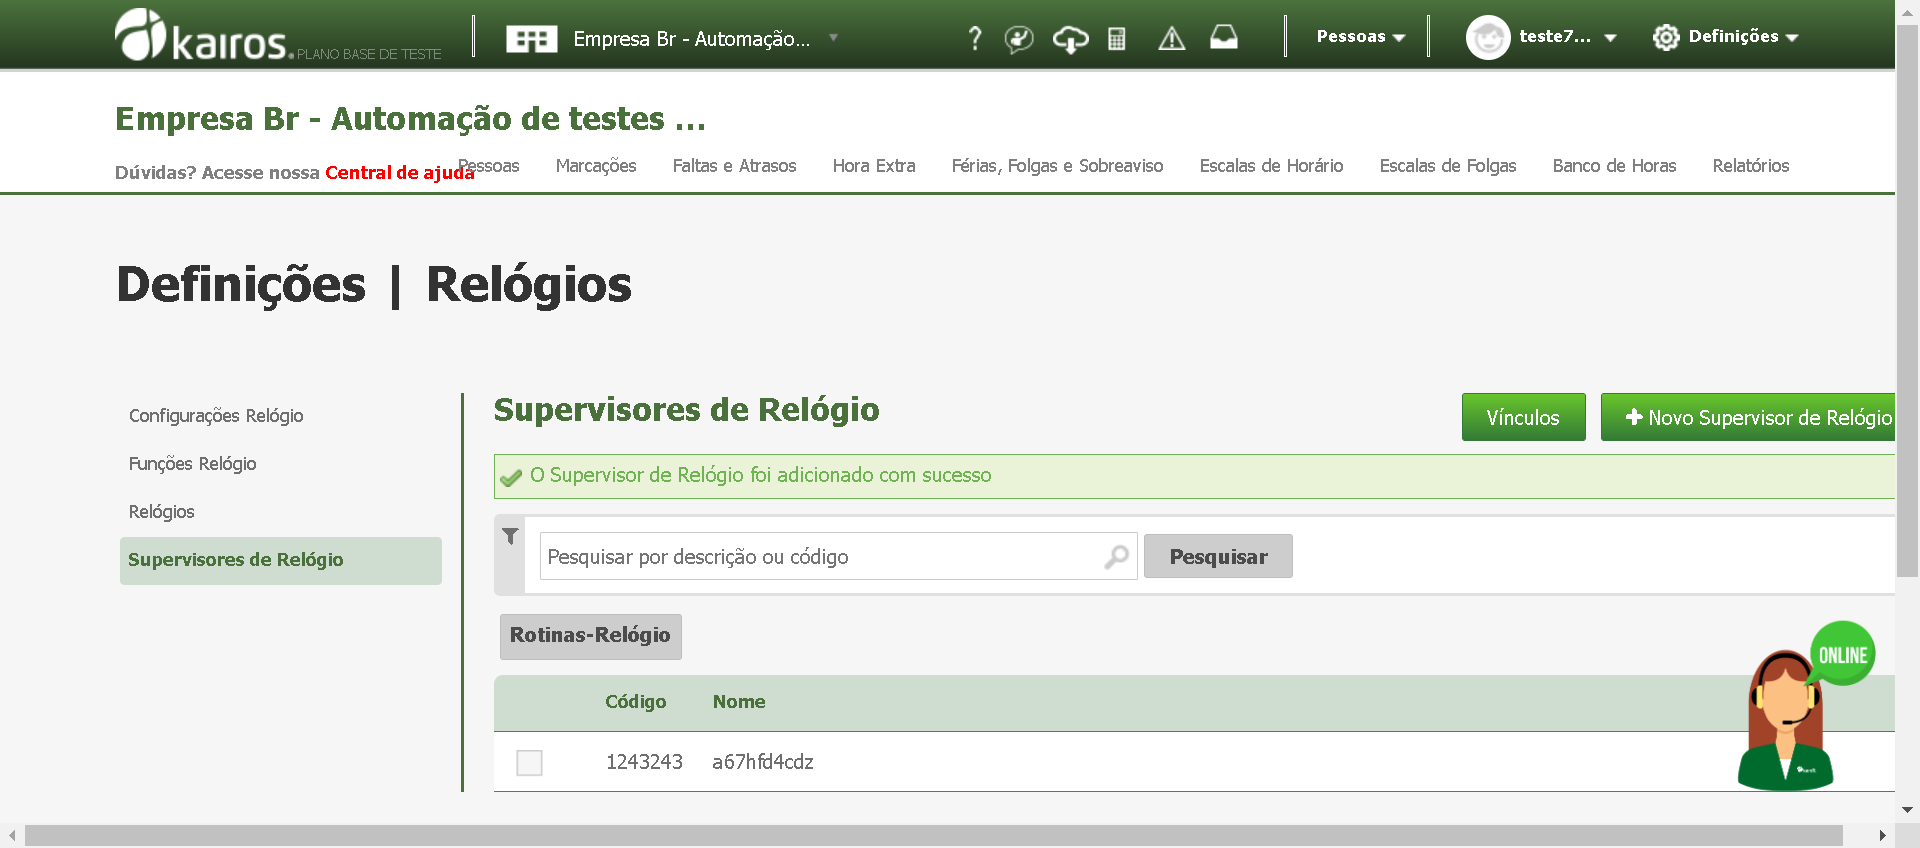 kairos.
PLANO BASE DE TESTE
Empresa Br - Automação...
Pessoas
teste7...
Definições
Empresa Br - Automação de testes ...
Dúvidas? Acesse nossa Central de ajuda
Pessoas
Marcações
Faltas e Atrasos
Hora Extra
Férias, Folgas e Sobreaviso
Escalas de Horário
Escalas de Folgas
Banco de Horas
Relatórios
Definições | Relógios
Configurações Relógio
Funções Relógio
Relógios
Supervisores de Relógio
Supervisores de Relógio
Vínculos
Novo Supervisor de Relógio
O Supervisor de Relógio foi adicionado com sucesso
Pesquisar por descrição ou código
Pesquisar
Rotinas-Relógio
ONLINE
Código Nome
1243243 a67hfd4cdz